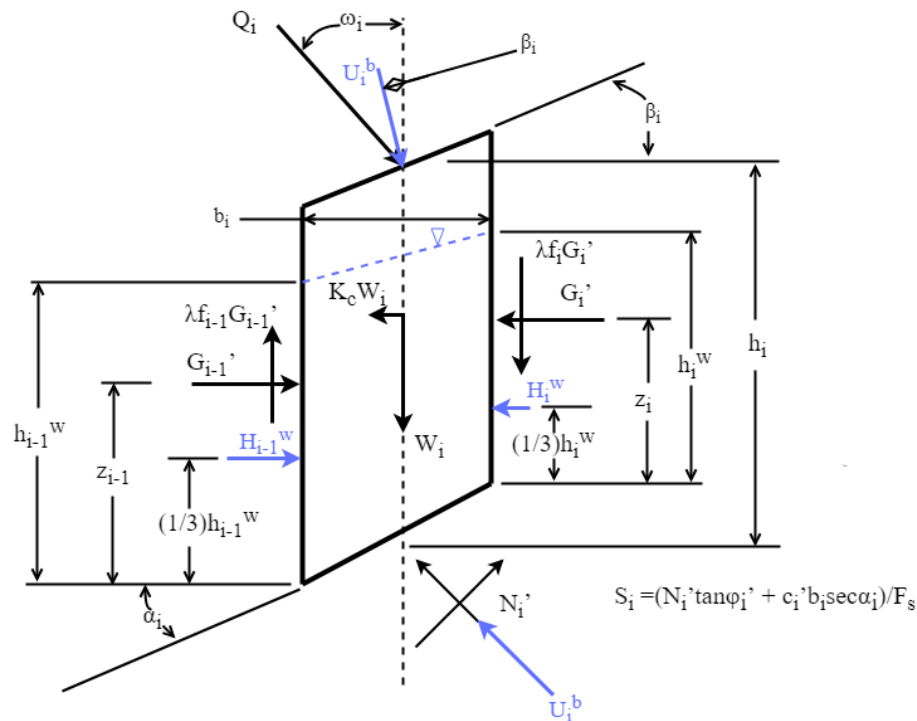 Qᵢ
ωᵢ
βᵢ
Uᵢᵇ
βᵢ
bᵢ
∇
λfᵢGᵢ’
K_cWᵢ
Gᵢ’
hᵢ
λfᵢ₋₁Gᵢ₋₁’
Gᵢ₋₁’
hᵢᵂ
Hᵢᵂ
zᵢ
hᵢ₋₁ᵂ
Hᵢ₋₁ᵂ
Wᵢ
(1/3)hᵢᵂ
zᵢ₋₁
(1/3)hᵢ₋₁ᵂ
αᵢ
Nᵢ’
Sᵢ =(Nᵢ’tanφᵢ’ + cᵢ’bᵢsecαᵢ)/Fₛ
Uᵢᵇ